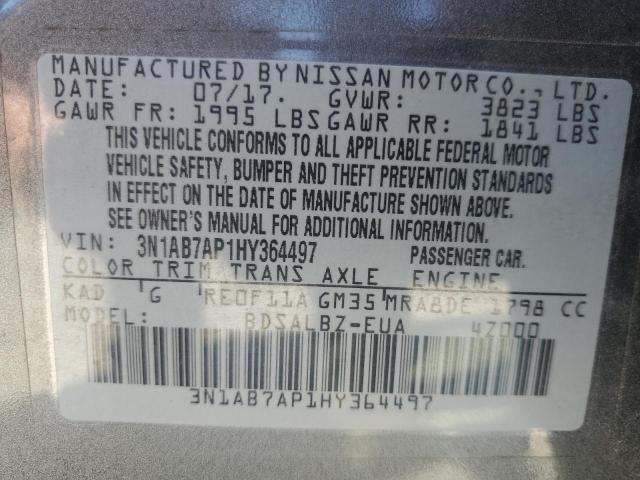 MANUFACTURED BY NISSAN MOTOR CO., LTD.
DATE: 07/17. GVWR: 3823 LBS
GAWR FR: 1995 LBS GAWR RR: 1841 LBS
THIS VEHICLE CONFORMS TO ALL APPLICABLE FEDERAL MOTOR
VEHICLE SAFETY, BUMPER AND THEFT PREVENTION STANDARDS
IN EFFECT ON THE DATE OF MANUFACTURE SHOWN ABOVE.
SEE OWNER'S MANUAL FOR ADDITIONAL INFORMATION.
VIN: 3N1AB7AP1HY364497 PASSENGER CAR.
COLOR TRIM TRANS AXLE ENGINE
KAD G RE0F11A GM35 MRA8DE 1798 CC
MODEL: BDSALBZ-EUA 4Z000
3N1AB7AP1HY364497